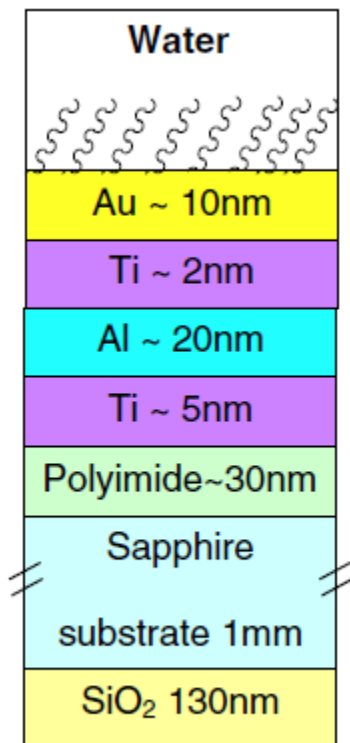 Water
Au ~ 10nm
Ti ~ 2nm
Al ~ 20nm
Ti ~ 5nm
Polyimide~30nm
Sapphire
substrate 1mm
SiO₂ 130nm